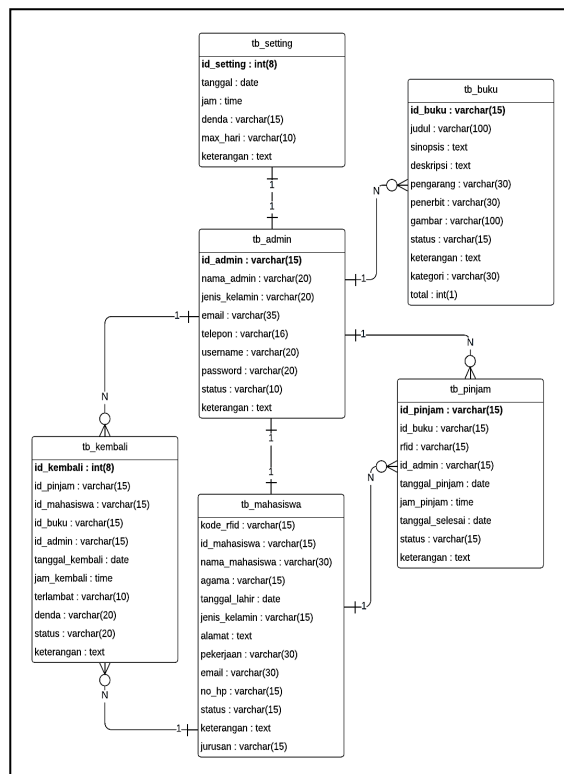 tb_setting
id_setting : int(8)
tanggal : date
jam : time
denda : varchar(15)
max_hari : varchar(10)
keterangan : text
tb_buku
id_buku : varchar(15)
judul : varchar(100)
sinopsis : text
deskripsi : text
pengarang : varchar(30)
penerbit : varchar(30)
gambar : varchar(100)
status : varchar(15)
keterangan : text
kategori : varchar(30)
total : int(1)
1
1
N
1
tb_admin
id_admin : varchar(15)
nama_admin : varchar(20)
jenis_kelamin : varchar(20)
email : varchar(35)
telepon : varchar(16)
username : varchar(20)
password : varchar(20)
status : varchar(10)
keterangan : text
1
N
1
N
1
1
tb_pinjam
id_pinjam : varchar(15)
id_buku : varchar(15)
rfid : varchar(15)
id_admin : varchar(15)
tanggal_pinjam : date
jam_pinjam : time
tanggal_selesai : date
status : varchar(15)
keterangan : text
tb_kembali
id_kembali : int(8)
id_pinjam : varchar(15)
id_mahasiswa : varchar(15)
id_buku : varchar(15)
id_admin : varchar(15)
tanggal_kembali : date
jam_kembali : time
terlambat : varchar(10)
denda : varchar(20)
status : varchar(20)
keterangan : text
tb_mahasiswa
kode_rfid : varchar(15)
id_mahasiswa : varchar(15)
nama_mahasiswa : varchar(30)
agama : varchar(15)
tanggal_lahir : date
jenis_kelamin : varchar(15)
alamat : text
pekerjaan : varchar(30)
email : varchar(30)
no_hp : varchar(15)
status : varchar(15)
keterangan : text
jurusan : varchar(15)
N
1
N
1